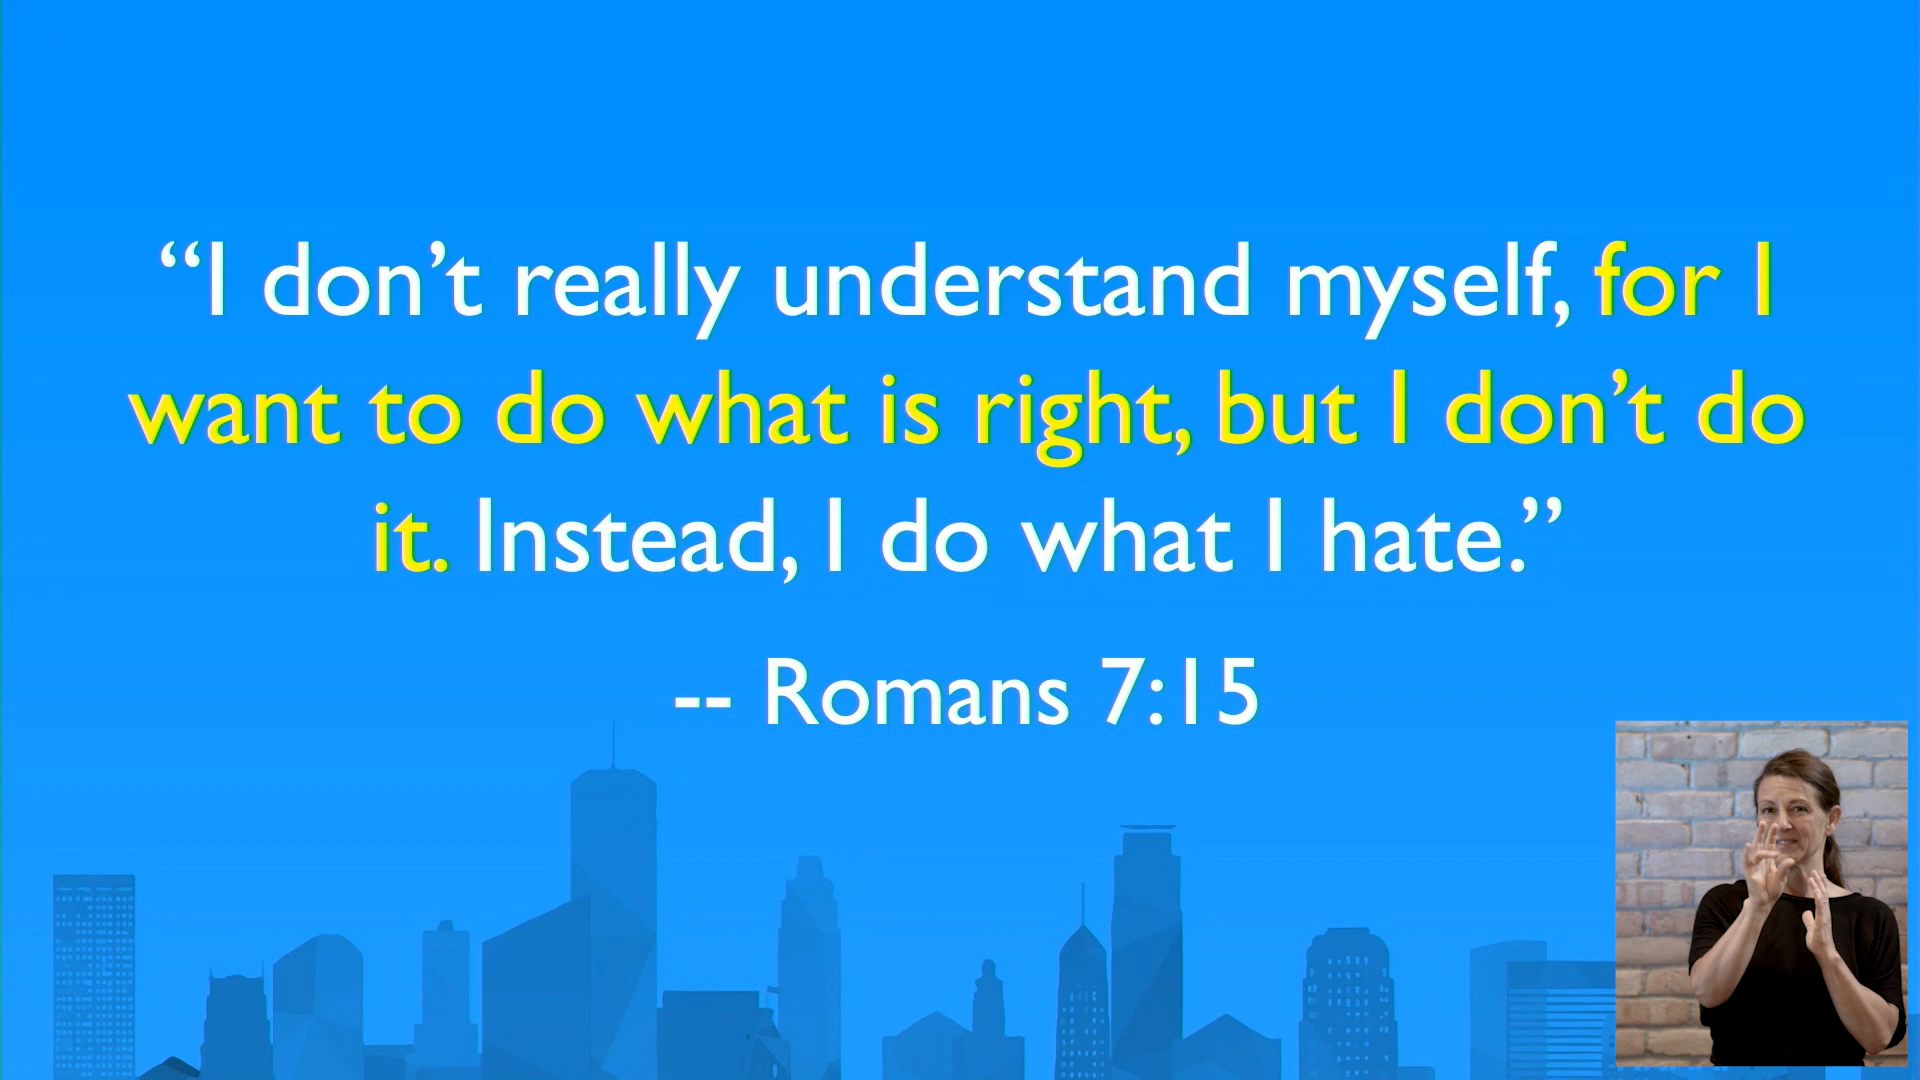 “I don’t really understand myself, for I
want to do what is right, but I don’t do
it. Instead, I do what I hate.”
-- Romans 7:15